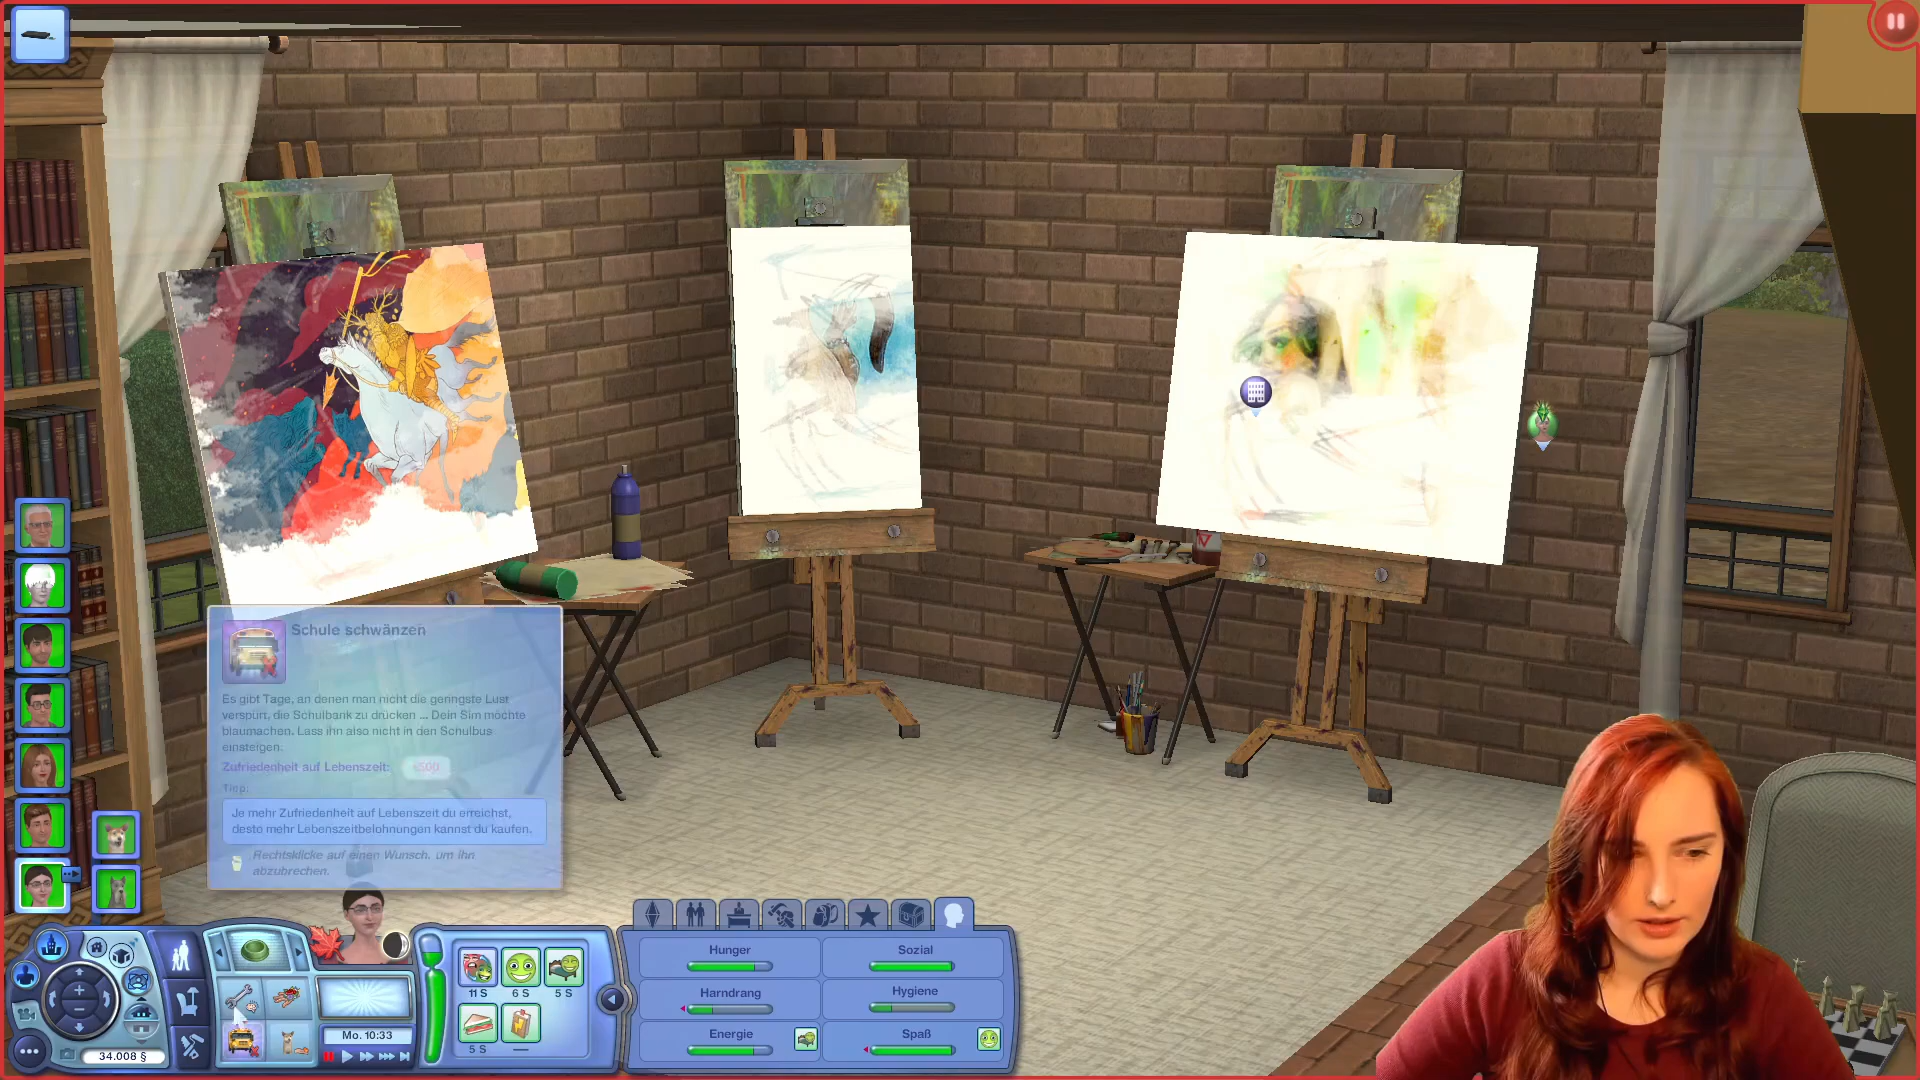 Schule schwänzen
Es gibt Tage, an denen man nicht die geringste Lust
verspürt, die Schulbank zu drücken ... Dein Sim möchte
blaumachen. Lass ihn also nicht in den Schulbus
einsteigen.
Zufriedenheit auf Lebenszeit:
Tipp:
Je mehr Zufriedenheit auf Lebenszeit du erreichst,
desto mehr Lebenszeitbelohnungen kannst du kaufen.
Rechtsklicke auf einen Wunsch, um ihn
abzubrechen.
34.008 §
Mo. 10:33
11 S
6 S
5 S
5 S
Hunger
Sozial
Harndrang
Hygiene
Energie
Spaß